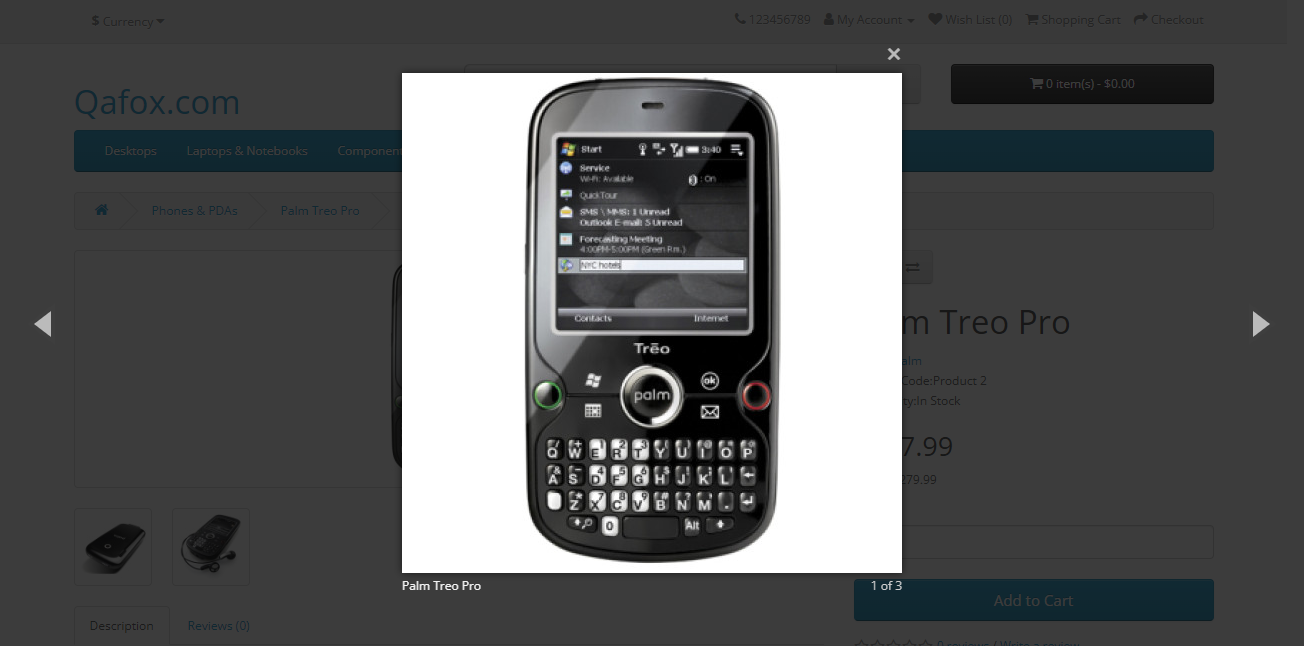 $ Currency
123456789 My Account Wish List (0) Shopping Cart Checkout
×
Qafox.com
0 item(s) - $0.00
Desktops Laptops & Notebooks Component
Phones & PDAs Palm Treo Pro
Start 3:40
Service
Wi-Fi: Available : On
QuickTour
SMS \ MMS: 1 Unread
Outlook E-mail: 5 Unread
Forecasting Meeting
4:00PM-5:00PM (Green Rm.)
NYC hotels
Contacts Internet
Trēo
ok
palm
Q W E R T Y U I O P
A S D F G H J K L
Z X C V B N M .
0 Alt
m Treo Pro
alm
Code:Product 2
ty:In Stock
7.99
279.99
Palm Treo Pro
1 of 3
Add to Cart
Description Reviews (0)
0 reviews / Write a review